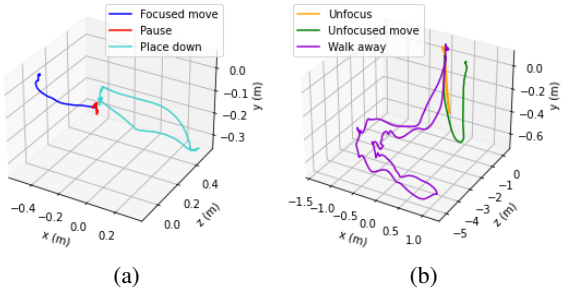 Focused move
Pause
Place down
0.0
−0.1
−0.2
−0.3
y (m)
0.4
0.2
0.0
z (m)
−0.4
−0.2
0.0
0.2
x (m)
(a)
Unfocus
Unfocused move
Walk away
0.0
−0.2
−0.4
−0.6
y (m)
0
−1
−2
−3
−4
−5
z (m)
−1.5
−1.0
−0.5
0.0
0.5
1.0
x (m)
(b)